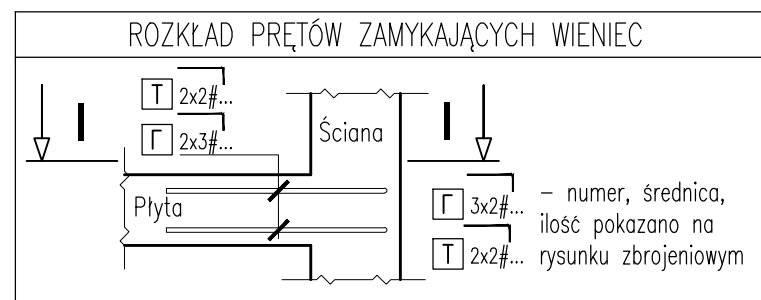 ROZKŁAD PRĘTÓW ZAMYKAJĄCYCH WIENIEC
T 2x2#...
Γ 2x3#...
I
Ściana
I
Płyta
Γ 3x2#...
T 2x2#...
– numer, średnica,
ilość pokazano na
rysunku zbrojeniowym